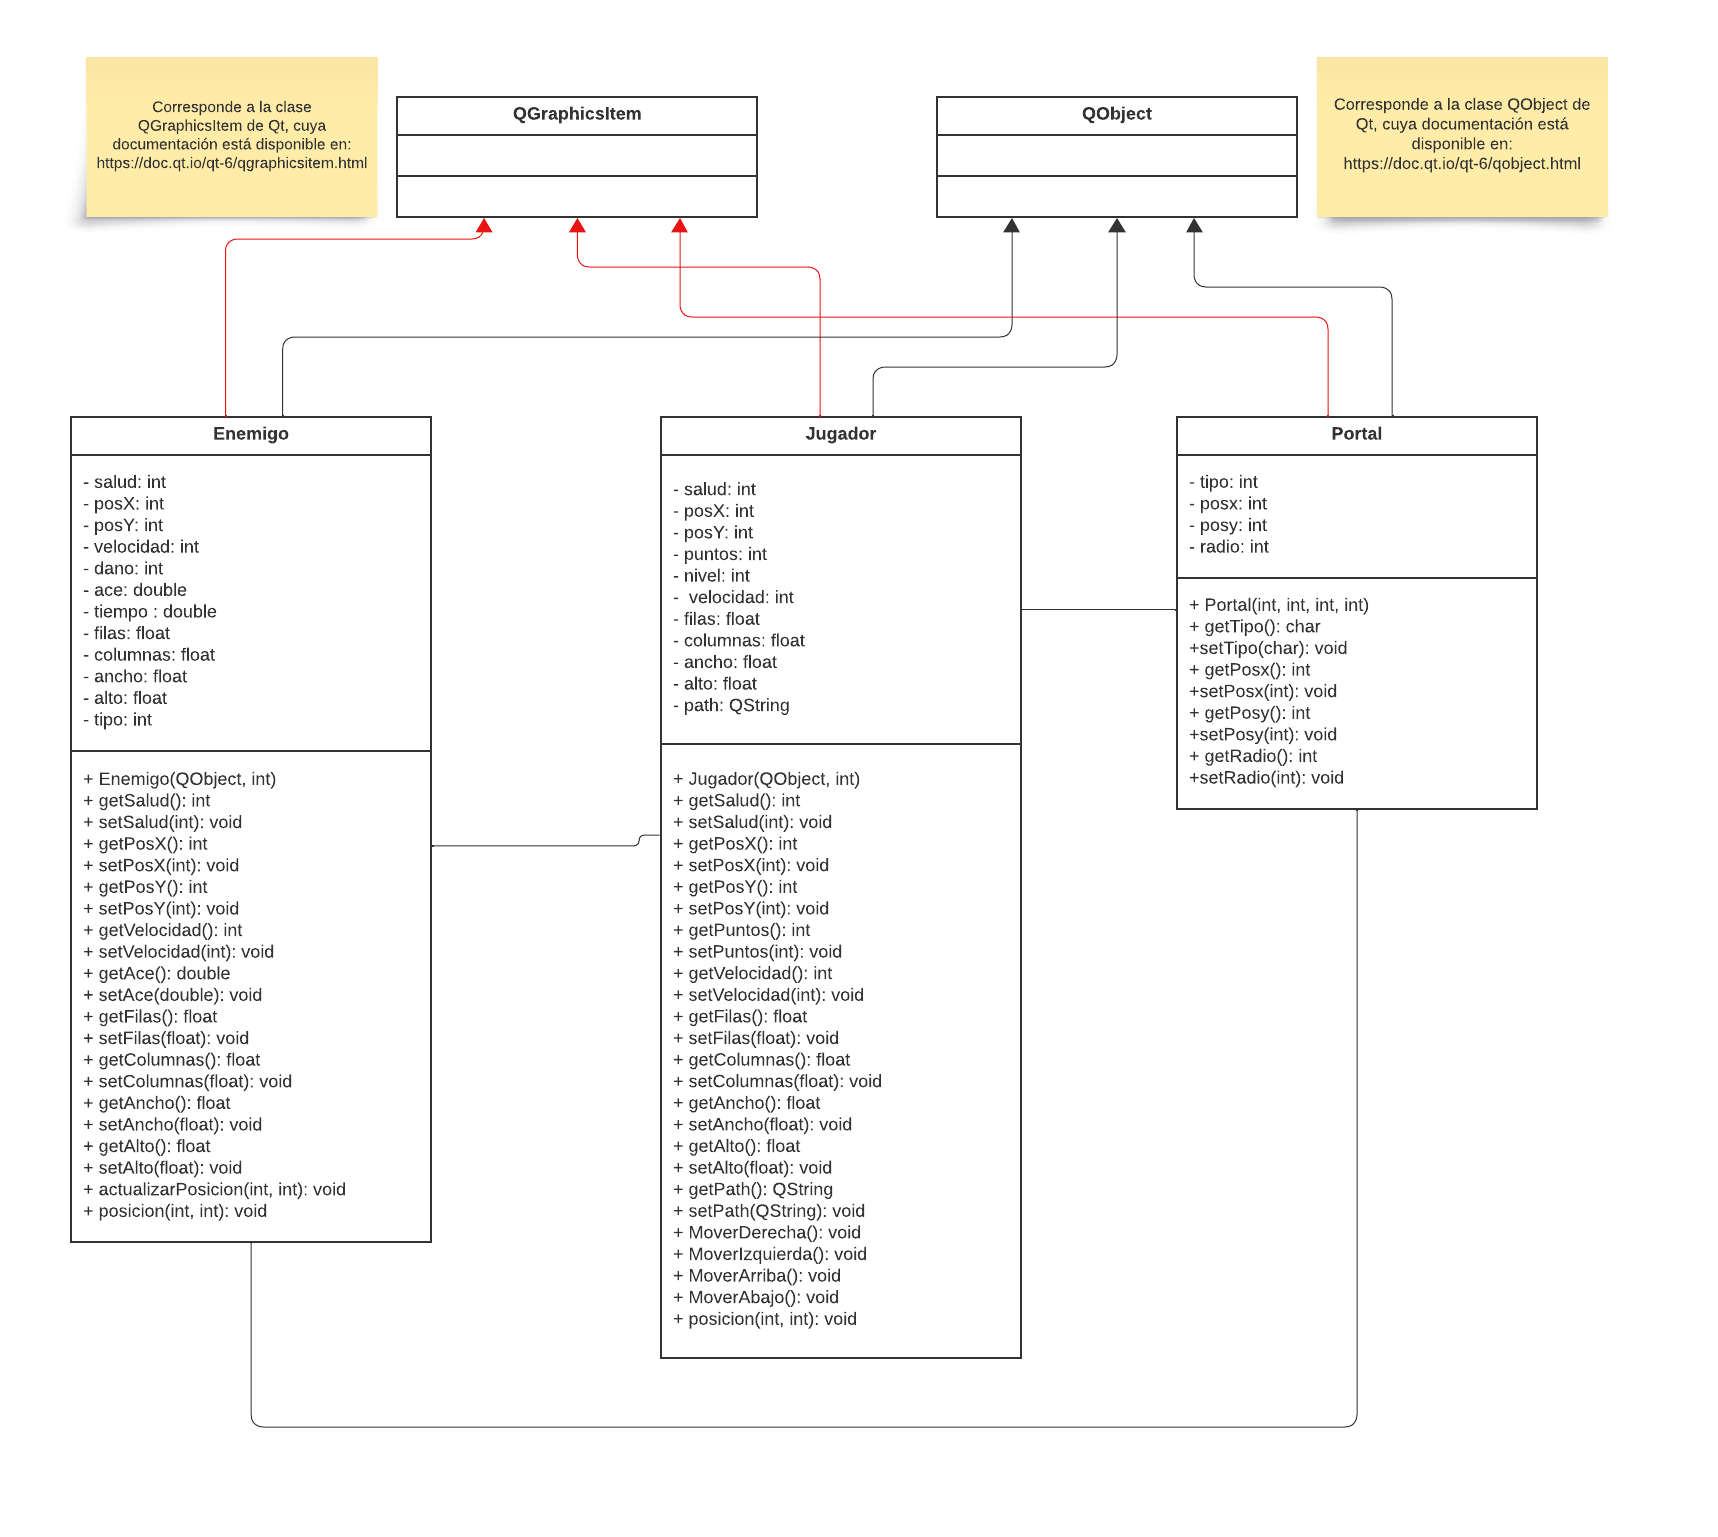 Corresponde a la clase
QGraphicsItem de Qt, cuya
documentación está disponible en:
https://doc.qt.io/qt-6/qgraphicsitem.html
QGraphicsItem
QObject
Corresponde a la clase QObject de
Qt, cuya documentación está
disponible en:
https://doc.qt.io/qt-6/qobject.html
Enemigo
- salud: int
- posX: int
- posY: int
- velocidad: int
- dano: int
- ace: double
- tiempo : double
- filas: float
- columnas: float
- ancho: float
- alto: float
- tipo: int
+ Enemigo(QObject, int)
+ getSalud(): int
+ setSalud(int): void
+ getPosX(): int
+ setPosX(int): void
+ getPosY(): int
+ setPosY(int): void
+ getVelocidad(): int
+ setVelocidad(int): void
+ getAce(): double
+ setAce(double): void
+ getFilas(): float
+ setFilas(float): void
+ getColumnas(): float
+ setColumnas(float): void
+ getAncho(): float
+ setAncho(float): void
+ getAlto(): float
+ setAlto(float): void
+ actualizarPosicion(int, int): void
+ posicion(int, int): void
Jugador
- salud: int
- posX: int
- posY: int
- puntos: int
- nivel: int
-  velocidad: int
- filas: float
- columnas: float
- ancho: float
- alto: float
- path: QString
+ Jugador(QObject, int)
+ getSalud(): int
+ setSalud(int): void
+ getPosX(): int
+ setPosX(int): void
+ getPosY(): int
+ setPosY(int): void
+ getPuntos(): int
+ setPuntos(int): void
+ getVelocidad(): int
+ setVelocidad(int): void
+ getFilas(): float
+ setFilas(float): void
+ getColumnas(): float
+ setColumnas(float): void
+ getAncho(): float
+ setAncho(float): void
+ getAlto(): float
+ setAlto(float): void
+ getPath(): QString
+ setPath(QString): void
+ MoverDerecha(): void
+ MoverIzquierda(): void
+ MoverArriba(): void
+ MoverAbajo(): void
+ posicion(int, int): void
Portal
- tipo: int
- posx: int
- posy: int
- radio: int
+ Portal(int, int, int, int)
+ getTipo(): char
+setTipo(char): void
+ getPosx(): int
+setPosx(int): void
+ getPosy(): int
+setPosy(int): void
+ getRadio(): int
+setRadio(int): void